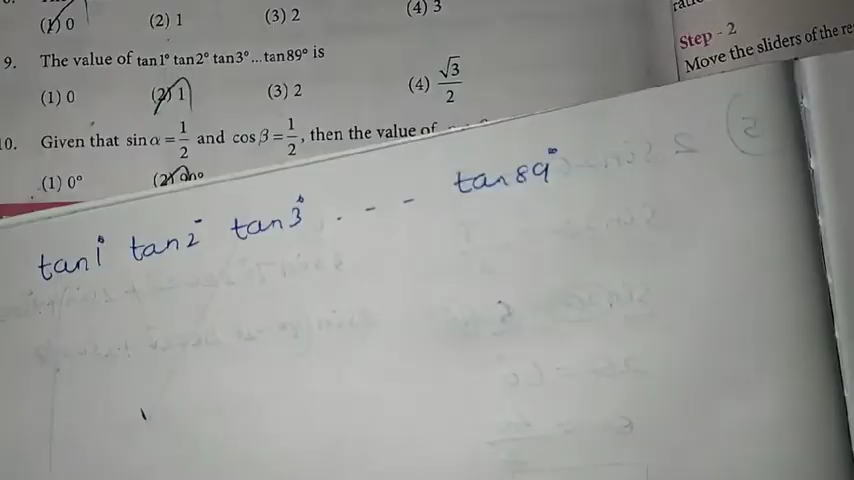 (1) 0 (2) 1 (3) 2 (4) 3
9. The value of tan1° tan2° tan3°...tan89° is
(1) 0 (2) 1 (3) 2 (4) √3/2
10. Given that sin α = 1/2 and cos β = 1/2, then the value of
(1) 0°
Step - 2
Move the sliders of the
tan1° tan2° tan3° . - - - tan89°